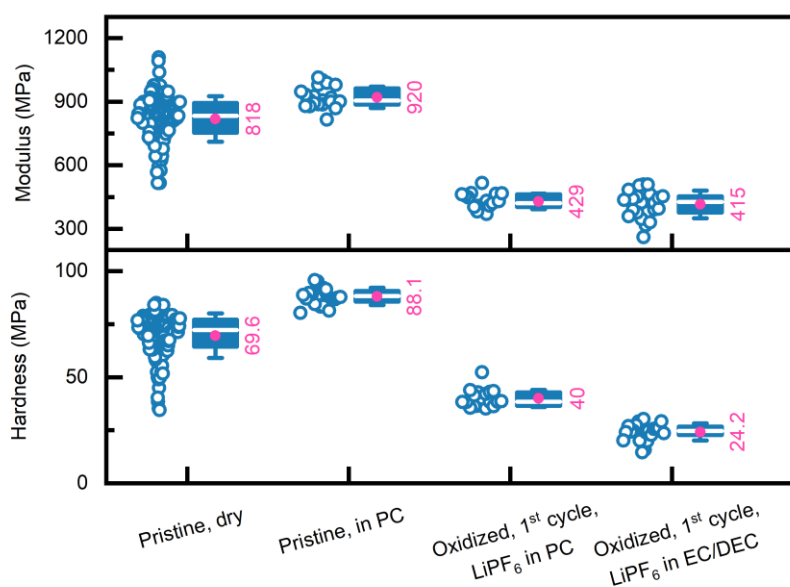 Modulus (MPa)
1200
900
600
300
818
920
429
415
Hardness (MPa)
100
50
0
69.6
88.1
40
24.2
Pristine, dry
Pristine, in PC
Oxidized, 1st cycle,
LiPF6 in PC
Oxidized, 1st cycle,
LiPF6 in EC/DEC